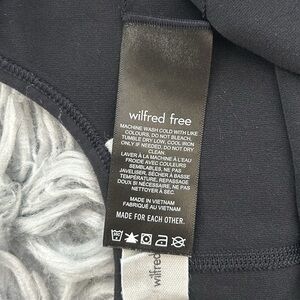 wilfred free
MACHINE WASH COLD WITH LIKE
COLOURS, DO NOT BLEACH,
TUMBLE DRY LOW, COOL IRON
ONLY IF NEEDED, DO NOT DRY
CLEAN.
LAVER À LA MACHINE À L'EAU
FROIDE AVEC COULEURS
SEMBLABLES, NE PAS
JAVELISER, SÉCHER À BASSE
TEMPÉRATURE, REPASSAGE
DOUX SI NÉCESSAIRE, NE PAS
NETTOYER À SEC.
MADE IN VIETNAM
FABRIQUÉ AU VIETNAM
MADE FOR EACH OTHER.
wilfred